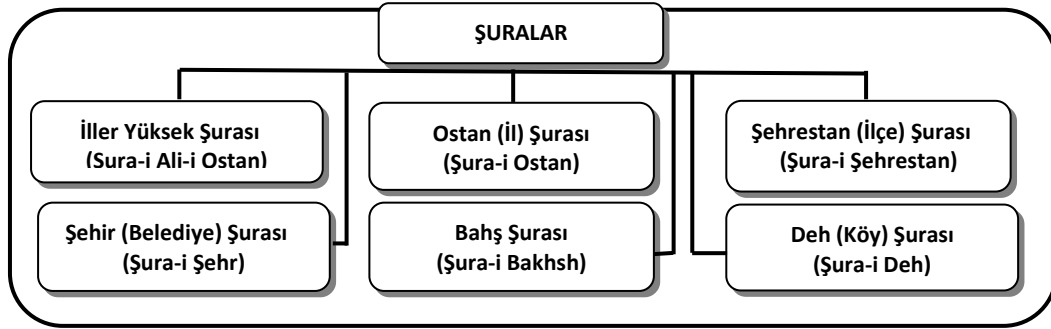 ŞURALAR
İller Yüksek Şurası
(Sura-i Ali-i Ostan)
Ostan (İl) Şurası
(Şura-i Ostan)
Şehrestan (İlçe) Şurası
(Şura-i Şehrestan)
Şehir (Belediye) Şurası
(Şura-i Şehr)
Bahş Şurası
(Şura-i Bakhsh)
Deh (Köy) Şurası
(Şura-i Deh)